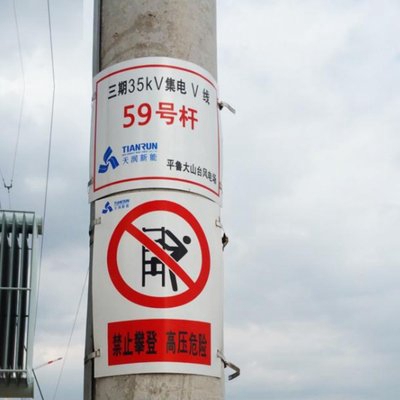 三期35kV集电V线
59号杆
TIANRUN
天润新能
平鲁大山台风电场
TIANRUN
天润新能
禁止攀登 高压危险